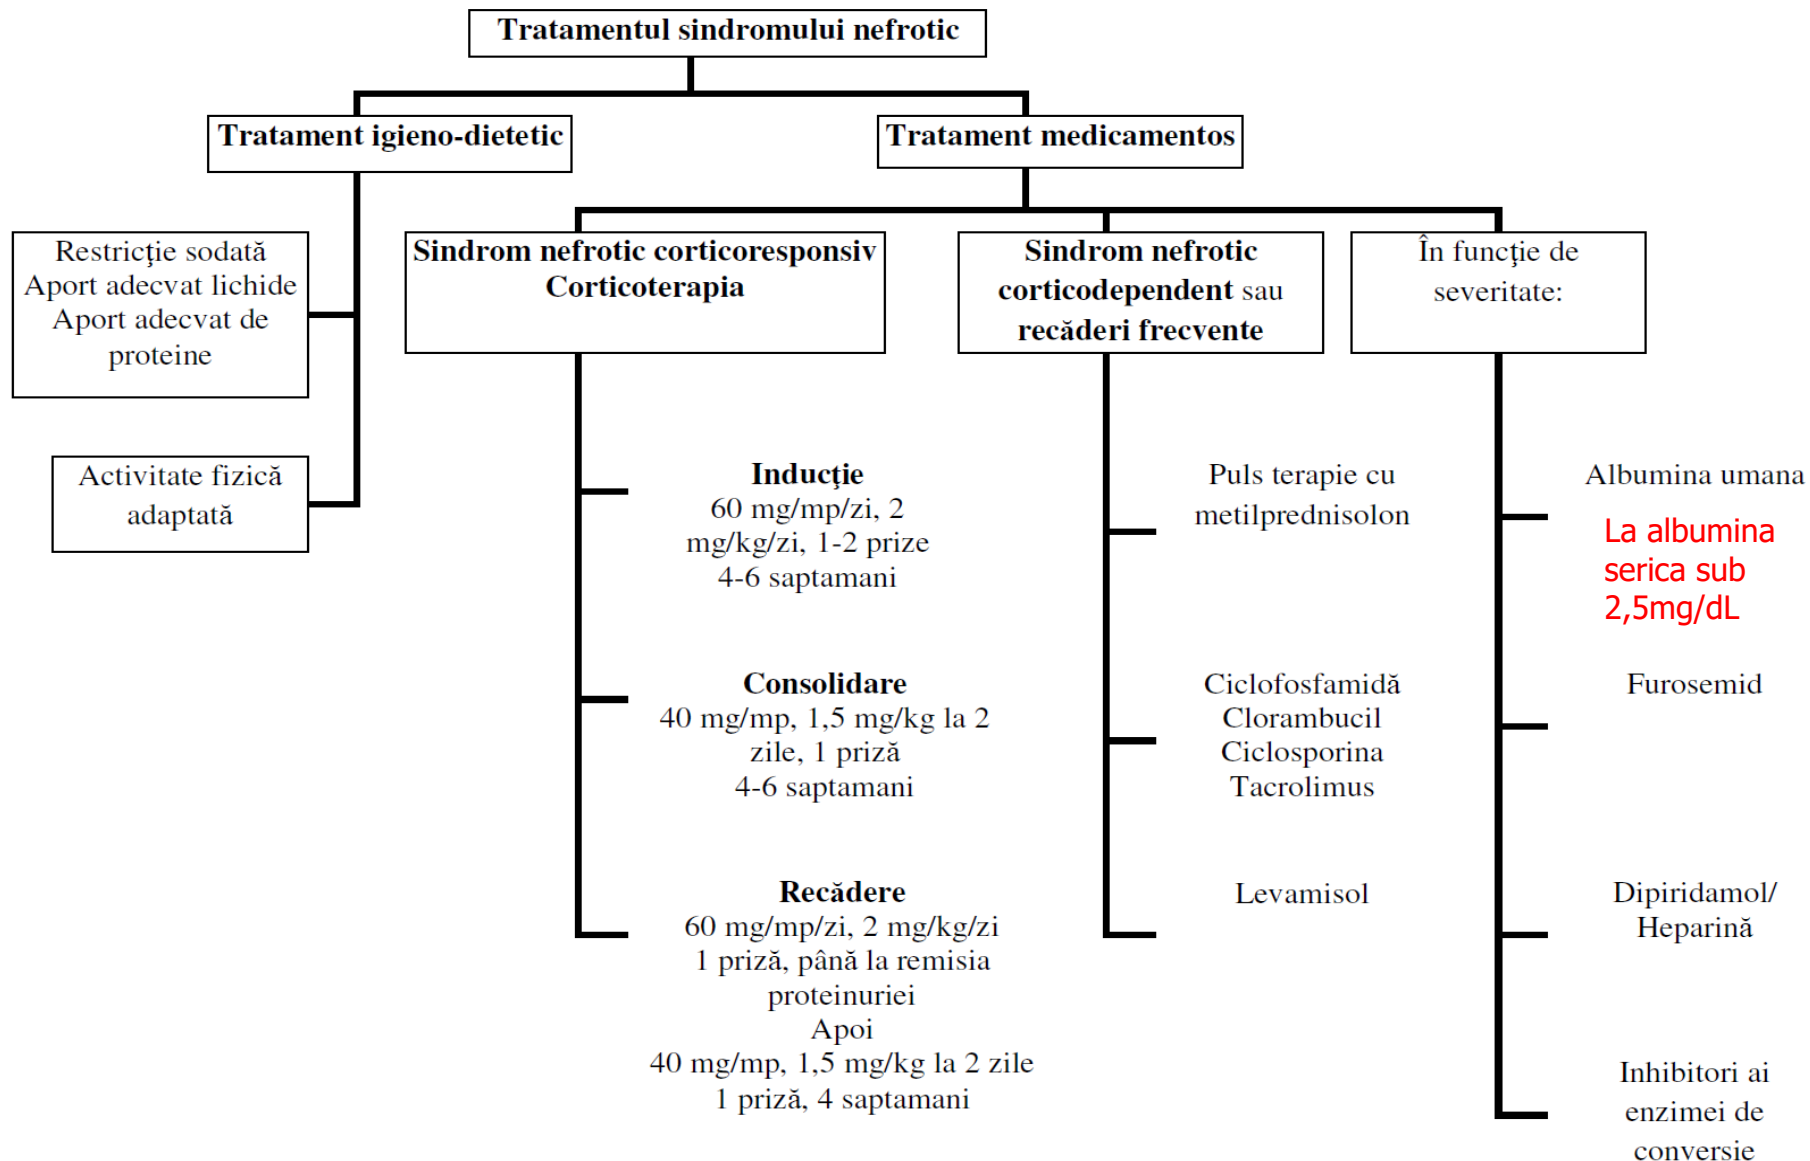 Tratamentul sindromului nefrotic
Tratament igieno-dietetic
Restricţie sodată
Aport adecvat lichide
Aport adecvat de
proteine
Activitate fizică
adaptată
Tratament medicamentos
Sindrom nefrotic corticoresponsiv
Corticoterapia
Inducţie
60 mg/mp/zi, 2
mg/kg/zi, 1-2 prize
4-6 saptamani
Consolidare
40 mg/mp, 1,5 mg/kg la 2
zile, 1 priză
4-6 saptamani
Recădere
60 mg/mp/zi, 2 mg/kg/zi
1 priză, până la remisia
proteinuriei
Apoi
40 mg/mp, 1,5 mg/kg la 2 zile
1 priză, 4 saptamani
Sindrom nefrotic
corticodependent sau
recăderi frecvente
Puls terapie cu
metilprednisolon
Ciclofosfamidă
Clorambucil
Ciclosporina
Tacrolimus
Levamisol
În funcţie de
severitate:
Albumina umana
La albumina
serica sub
2,5mg/dL
Furosemid
Dipiridamol/
Heparină
Inhibitori ai
enzimei de
conversie